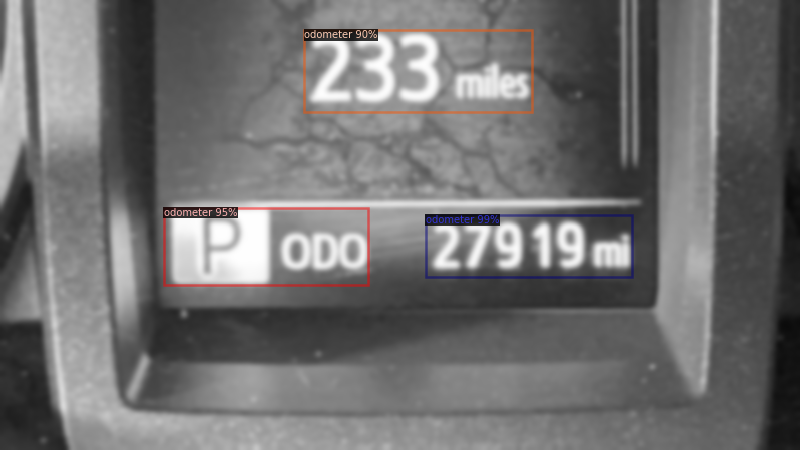 odometer 90%
233 miles
odometer 95% odometer 99%
P ODO 27919 mi